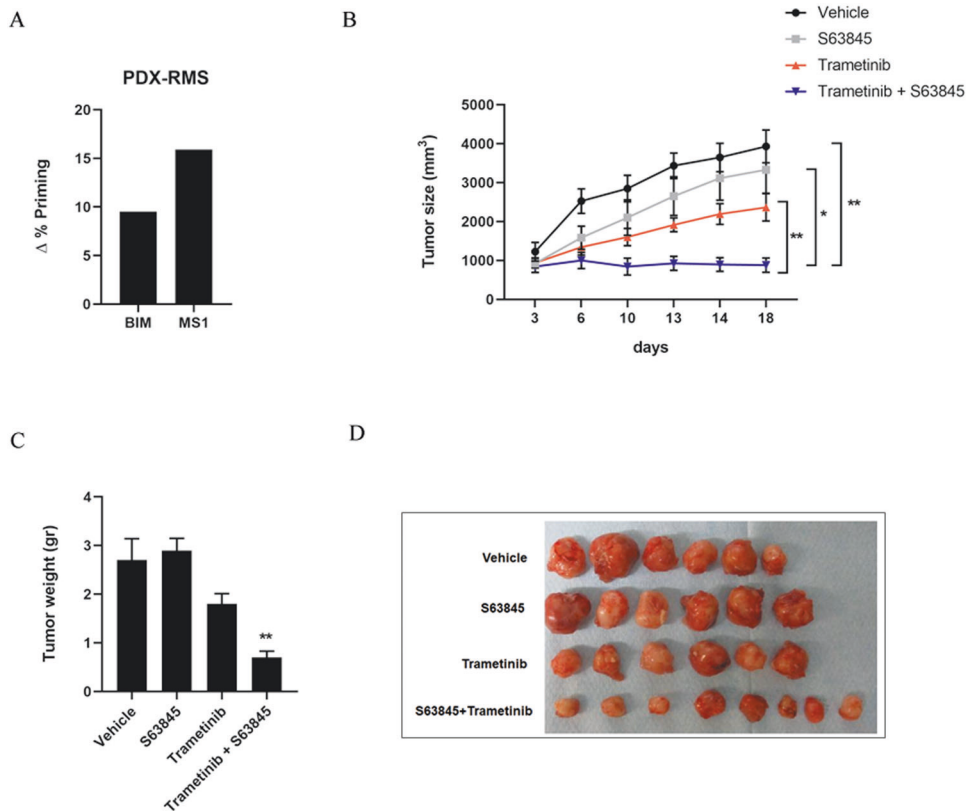 A
PDX-RMS
Δ % Priming
20
15
10
5
0
BIM MS1
B
Vehicle
S63845
Trametinib
Trametinib + S63845
Tumor size (mm³)
5000
4000
3000
2000
1000
0
3 6 10 13 14 18
days
**
*
**
C
Tumor weight (gr)
4
3
2
1
0
**
Vehicle
S63845
Trametinib
Trametinib + S63845
D
Vehicle
S63845
Trametinib
S63845+Trametinib